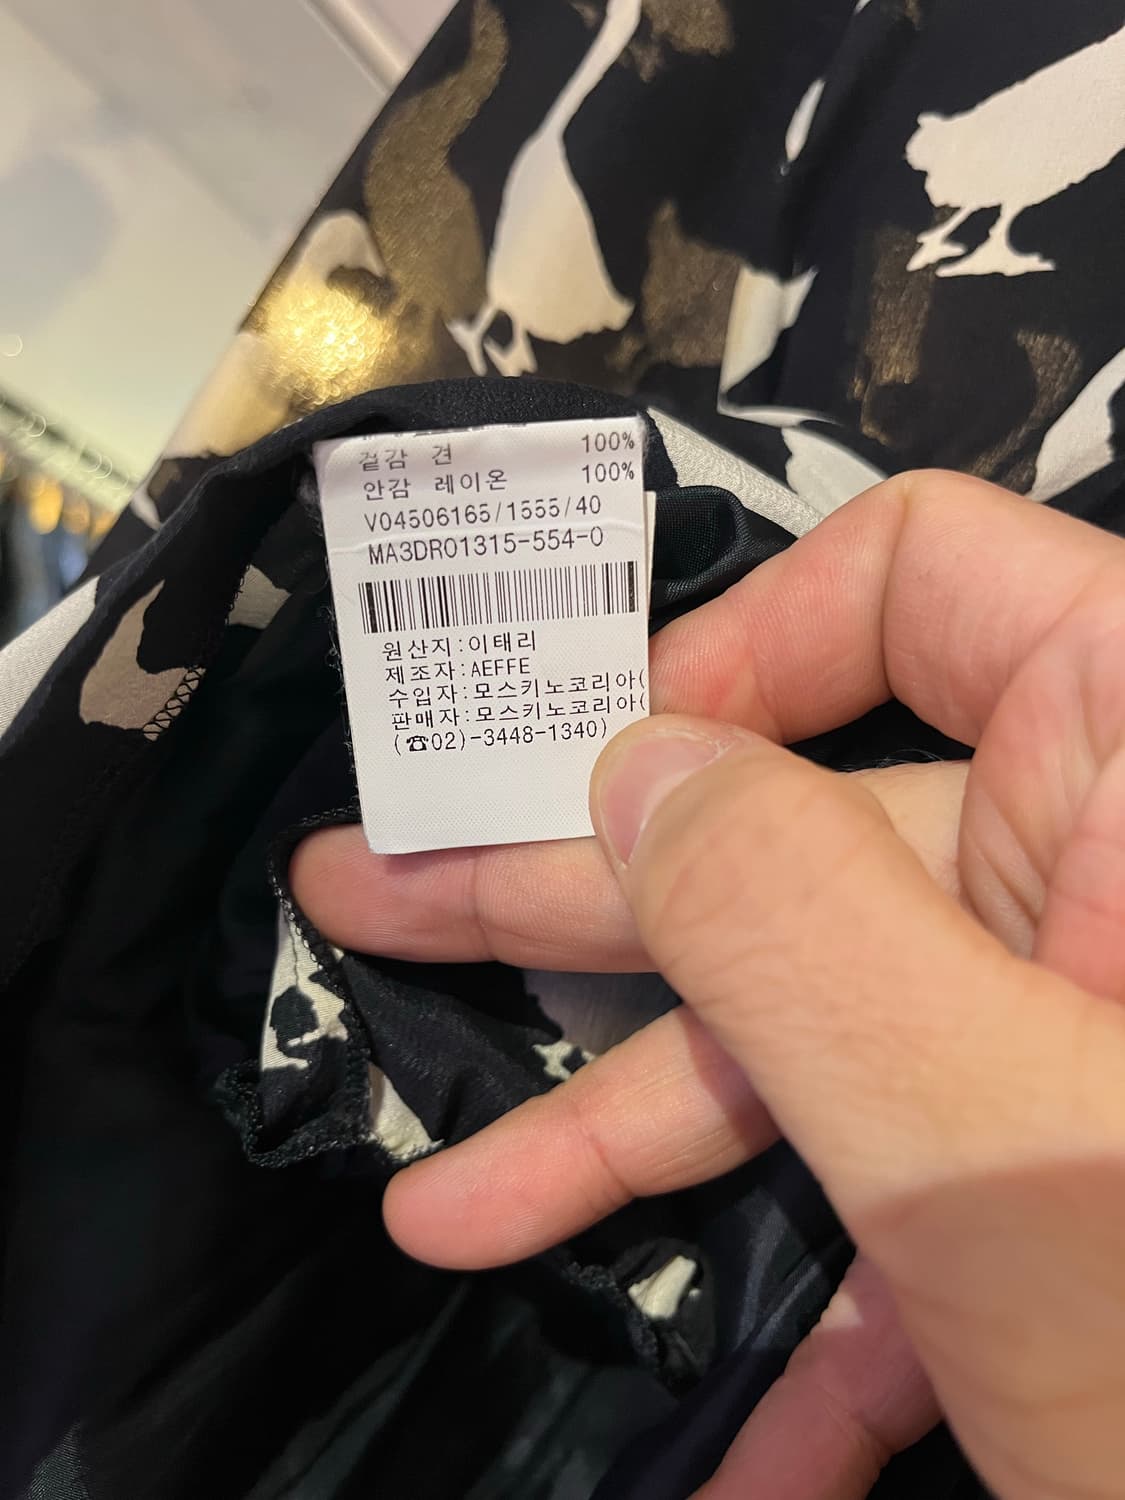 겉감 견 100%
안감 레이온 100%
V04506165/1555/40
MA3DR01315-554-0
원산지:이태리
제조자:AEFFE
수입자:모스키노코리아(
판매자:모스키노코리아(
(☎02)-3448-1340)